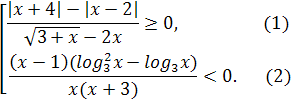 [ (|x + 4| − |x − 2|) / (√(3 + x) − 2x) ≥ 0, (1)
(x − 1)(log₃²x − log₃x) / (x(x + 3)) < 0. (2)